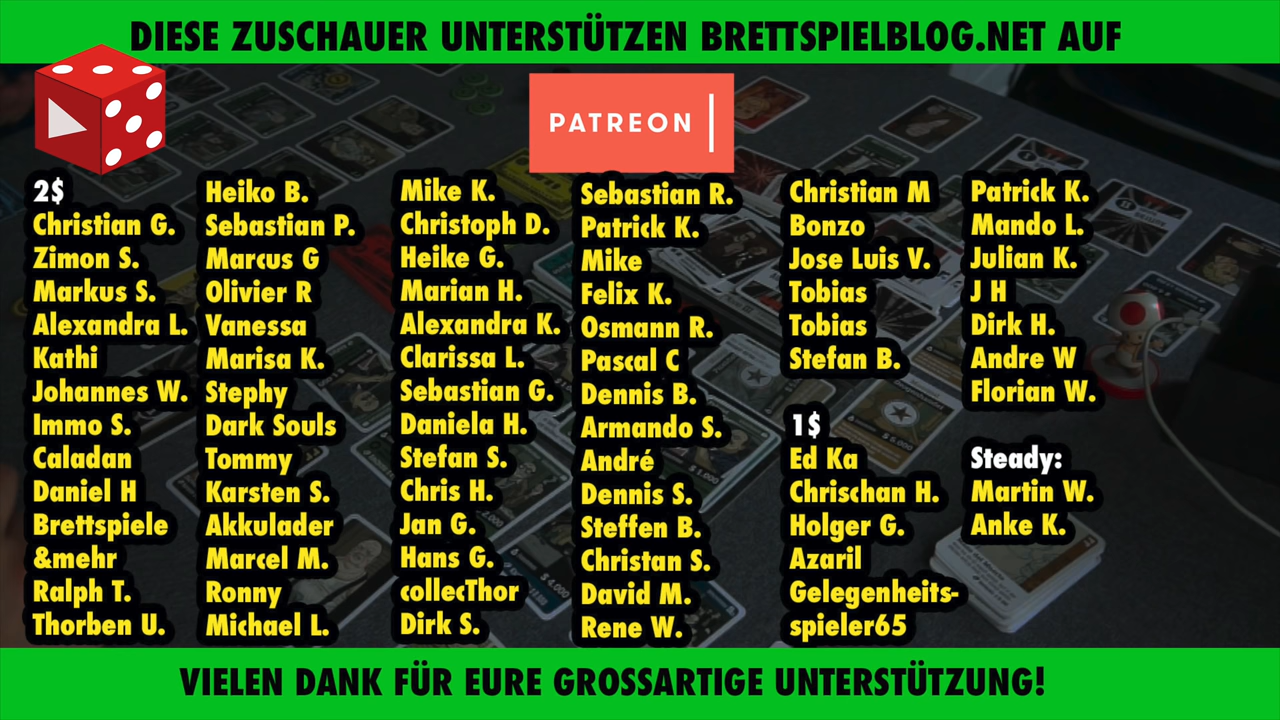 DIESE ZUSCHAUER UNTERSTÜTZEN BRETTSPIELBLOG.NET AUF
PATREON
2$
Christian G.
Zimon S.
Markus S.
Alexandra L.
Kathi
Johannes W.
Immo S.
Caladan
Daniel H
Brettspiele
&mehr
Ralph T.
Thorben U.
Heiko B.
Sebastian P.
Marcus G
Olivier R
Vanessa
Marisa K.
Stephy
Dark Souls
Tommy
Karsten S.
Akkulader
Marcel M.
Ronny
Michael L.
Mike K.
Christoph D.
Heike G.
Marian H.
Alexandra K.
Clarissa L.
Sebastian G.
Daniela H.
Stefan S.
Chris H.
Jan G.
Hans G.
collecThor
Dirk S.
Sebastian R.
Patrick K.
Mike
Felix K.
Osmann R.
Pascal C
Dennis B.
Armando S.
André
Dennis S.
Steffen B.
Christan S.
David M.
Rene W.
Christian M
Bonzo
Jose Luis V.
Tobias
Tobias
Stefan B.
1$
Ed Ka
Chrischan H.
Holger G.
Azaril
Gelegenheits-
spieler65
Patrick K.
Mando L.
Julian K.
J H
Dirk H.
Andre W
Florian W.
Steady:
Martin W.
Anke K.
VIELEN DANK FÜR EURE GROSSARTIGE UNTERSTÜTZUNG!